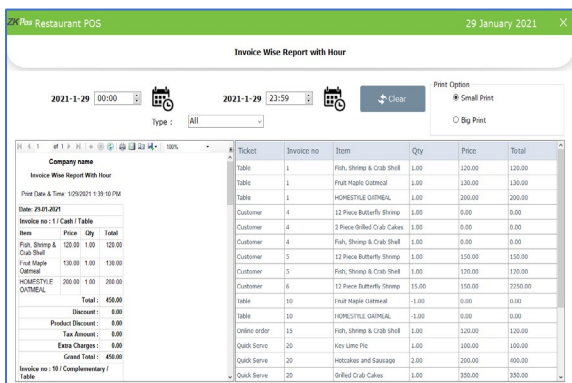 ZKPos Restaurant POS 29 January 2021 X
Invoice Wise Report with Hour
2021-1-29 00:00 2021-1-29 23:59 Clear
Print Option
Small Print
Big Print
Type : All
1 of 1 100%
Company name
Invoice Wise Report With Hour
Print Date & Time: 1/29/2021 1:39:10 PM
Date: 29-01-2021
Invoice no : 1 / Cash / Table
Item Price Qty Total
Fish, Shrimp & Crab Shell 120.00 1.00 120.00
Fruit Maple Oatmeal 130.00 1.00 130.00
HOMESTYLE OATMEAL 200.00 1.00 200.00
Total : 450.00
Discount : 0.00
Product Discount : 0.00
Tax Amount : 0.00
Extra Charges : 0.00
Grand Total : 450.00
Invoice no : 10 / Complementary / Table
Ticket Invoice no Item Qty Price Total
Table 1 Fish, Shrimp & Crab Shell 1.00 120.00 120.00
Table 1 Fruit Maple Oatmeal 1.00 130.00 130.00
Table 1 HOMESTYLE OATMEAL 1.00 200.00 200.00
Customer 4 12 Piece Butterfly Shrimp 1.00 0.00 0.00
Customer 4 2 Piece Grilled Crab Cakes 1.00 0.00 0.00
Customer 4 Fish, Shrimp & Crab Shell 1.00 0.00 0.00
Customer 5 12 Piece Butterfly Shrimp 1.00 150.00 150.00
Customer 5 Fish, Shrimp & Crab Shell 1.00 120.00 120.00
Customer 6 12 Piece Butterfly Shrimp 15.00 150.00 2250.00
Table 10 Fruit Maple Oatmeal -1.00 0.00 0.00
Table 10 HOMESTYLE OATMEAL -1.00 0.00 0.00
Online order 15 Fish, Shrimp & Crab Shell 1.00 120.00 120.00
Quick Serve 20 Key Lime Pie 1.00 100.00 100.00
Quick Serve 20 Hotcakes and Sausage 2.00 200.00 400.00
Quick Serve 20 Grilled Crab Cakes 1.00 350.00 350.00